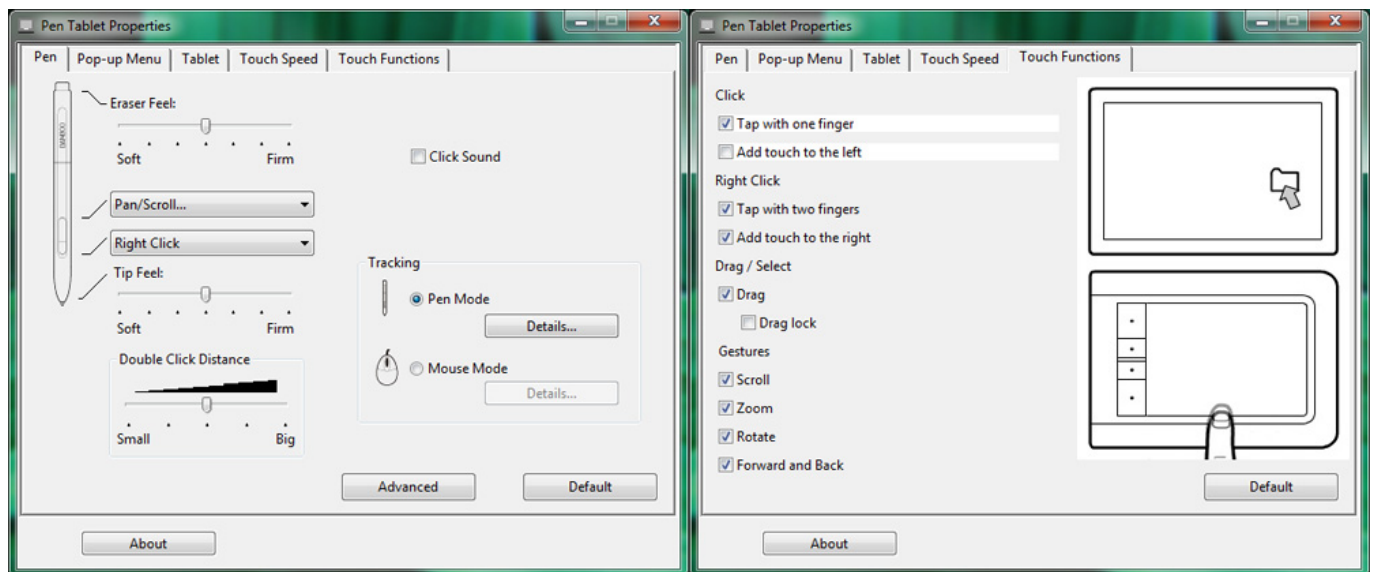 Pen Tablet Properties
Pen Pop-up Menu Tablet Touch Speed Touch Functions
Eraser Feel:
Soft Firm
Click Sound
BAMBOO
Pan/Scroll...
Right Click
Tip Feel:
Soft Firm
Double Click Distance
Small Big
Tracking
Pen Mode
Details...
Mouse Mode
Details...
Advanced Default
About
Pen Tablet Properties
Pen Pop-up Menu Tablet Touch Speed Touch Functions
Click
Tap with one finger
Add touch to the left
Right Click
Tap with two fingers
Add touch to the right
Drag / Select
Drag
Drag lock
Gestures
Scroll
Zoom
Rotate
Forward and Back
Default
About